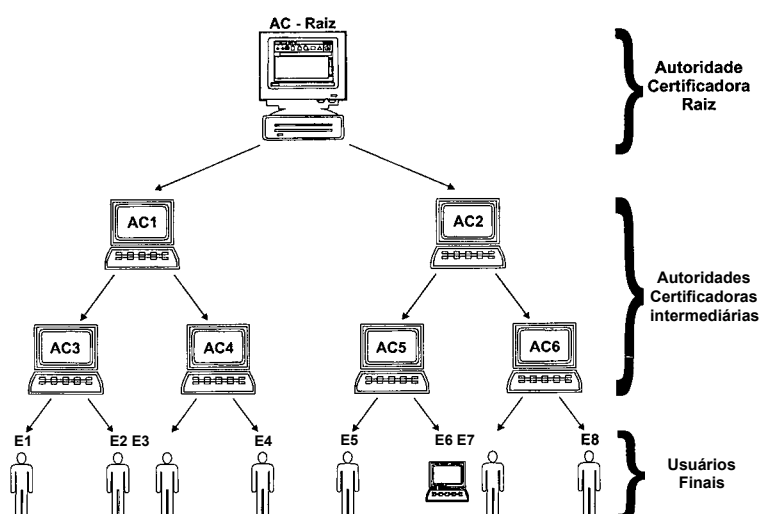 AC - Raiz
Autoridade
Certificadora
Raiz
AC1
AC2
Autoridades
Certificadoras
intermediárias
AC3
AC4
AC5
AC6
E1
E2 E3
E4
E5
E6 E7
E8
Usuários
Finais